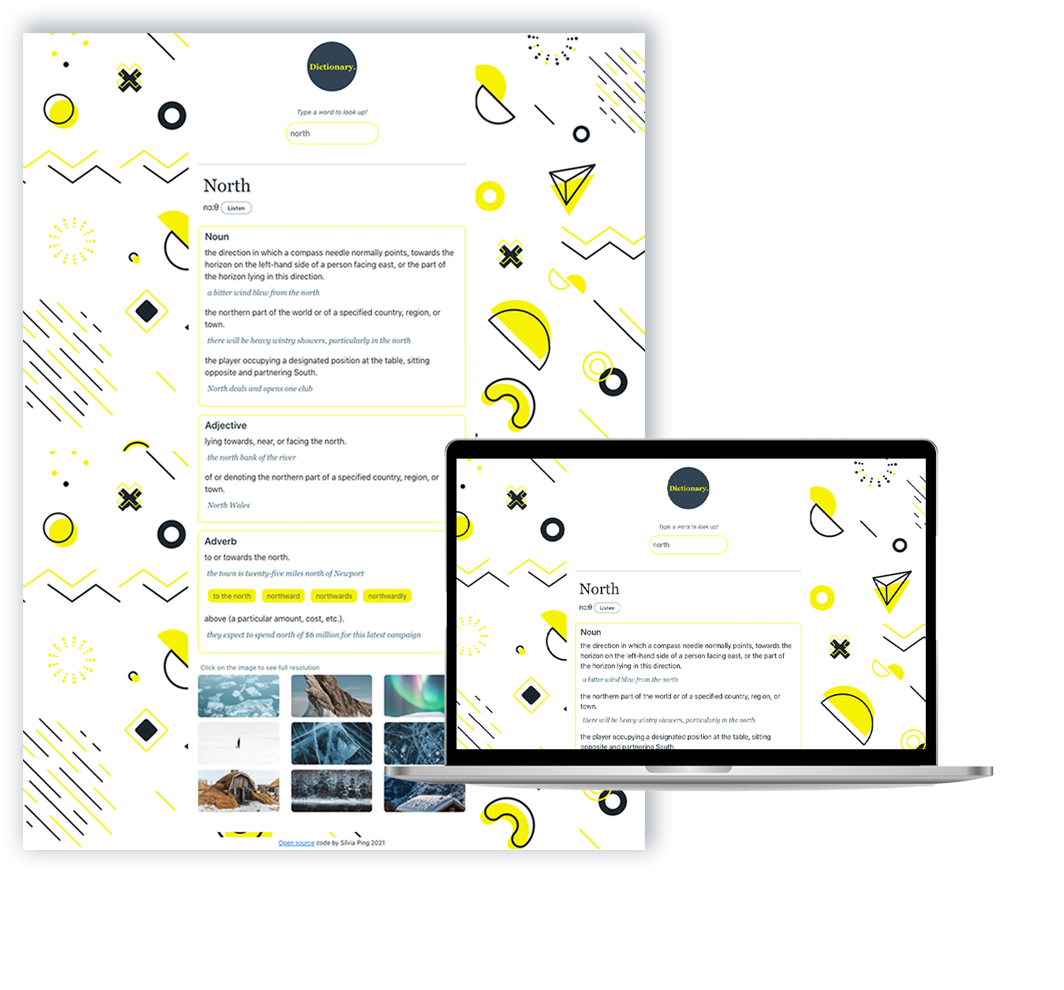 Dictionary.
Type a word to look up!
north
North
nɔːθ Listen
Noun
the direction in which a compass needle normally points, towards the
horizon on the left-hand side of a person facing east, or the part of
the horizon lying in this direction.
a bitter wind blew from the north
the northern part of the world or of a specified country, region, or
town.
there will be heavy wintry showers, particularly in the north
the player occupying a designated position at the table, sitting
opposite and partnering South.
North deals and opens one club
Adjective
lying towards, near, or facing the north.
the north bank of the river
of or denoting the northern part of a specified country, region, or
town.
North Wales
Adverb
to or towards the north.
the town is twenty-five miles north of Newport
to the north northward northwards northwardly
above (a particular amount, cost, etc.).
they expect to spend north of $6 million for this latest campaign
Click on the image to see full resolution
Open source code by Silvia Ping 2021
Dictionary.
Type a word to look up!
north
North
nɔːθ Listen
Noun
the direction in which a compass needle normally points, towards the
horizon on the left-hand side of a person facing east, or the part of
the horizon lying in this direction.
a bitter wind blew from the north
the northern part of the world or of a specified country, region, or
town.
there will be heavy wintry showers, particularly in the north
the player occupying a designated position at the table, sitting
opposite and partnering South.